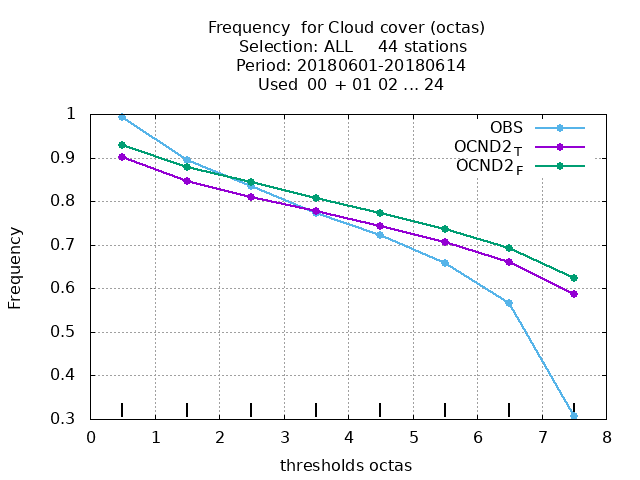 Frequency  for Cloud cover (octas)
Selection: ALL     44 stations
Period: 20180601-20180614
Used  00  + 01 02 ... 24
OBS
OCND2 T
OCND2 F
Frequency
1
0.9
0.8
0.7
0.6
0.5
0.4
0.3
0 1 2 3 4 5 6 7 8
thresholds octas